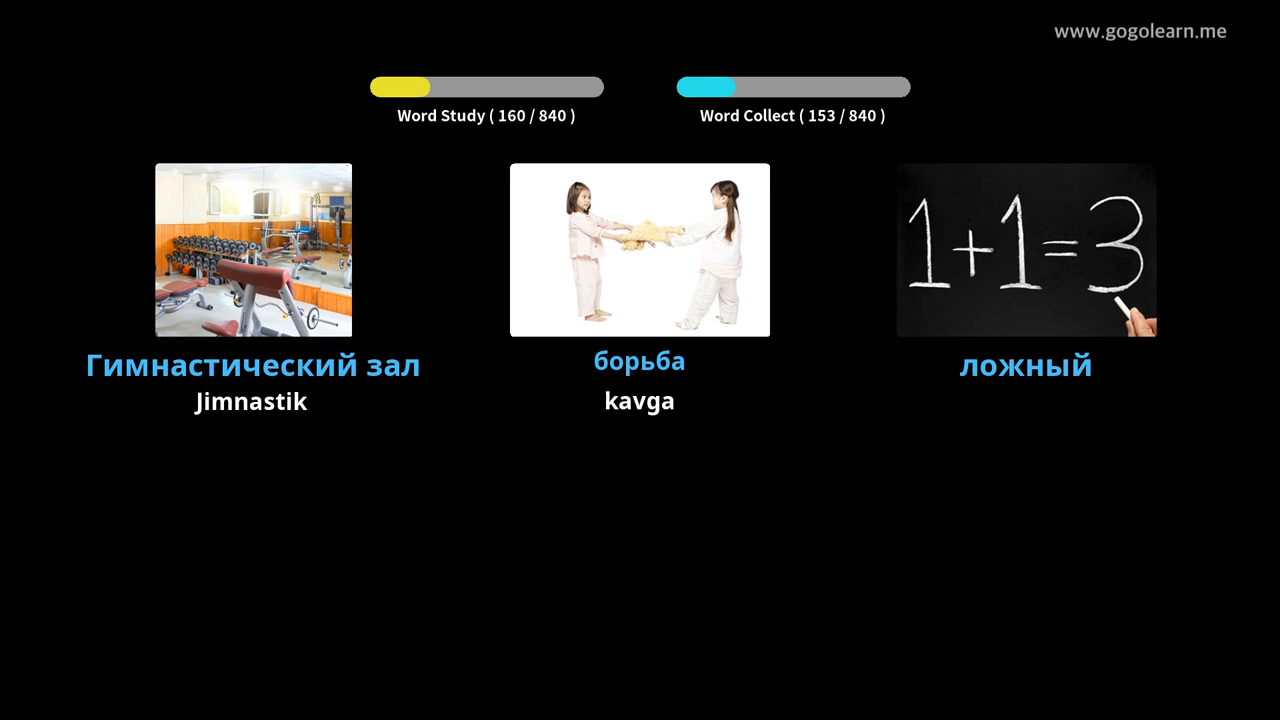 www.gogolearn.me
Word Study ( 160 / 840 )
Word Collect ( 153 / 840 )
1+1=3
Гимнастический зал
борьба
ложный
Jimnastik
kavga